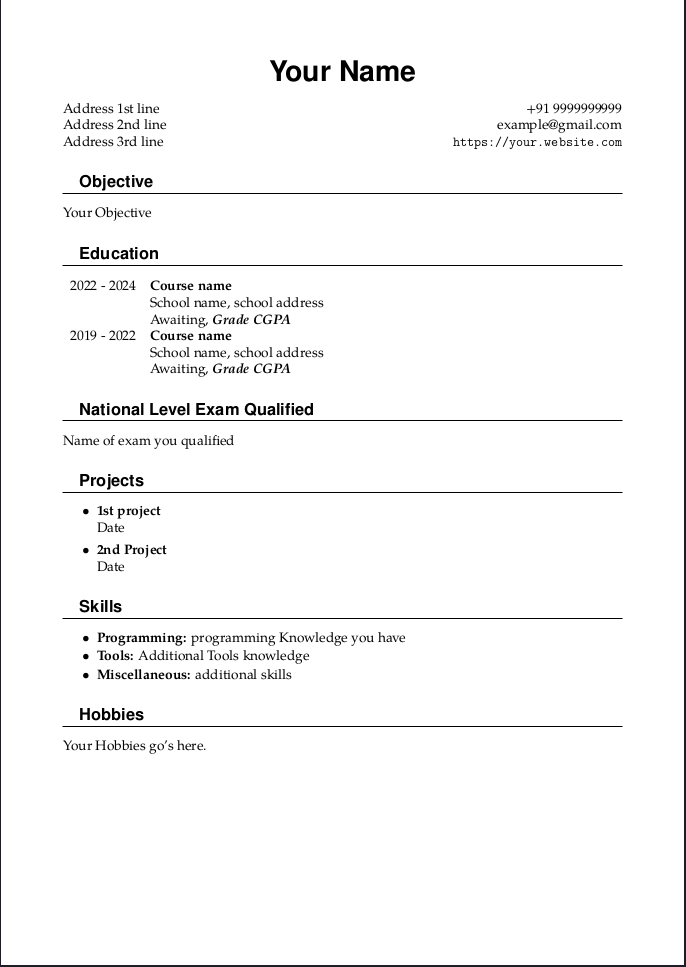 Your Name
Address 1st line
+91 9999999999
Address 2nd line
example@gmail.com
Address 3rd line
https://your.website.com
Objective
Your Objective
Education
2022 - 2024 Course name
School name, school address
Awaiting, Grade CGPA
2019 - 2022 Course name
School name, school address
Awaiting, Grade CGPA
National Level Exam Qualified
Name of exam you qualified
Projects
• 1st project
Date
• 2nd Project
Date
Skills
• Programming: programming Knowledge you have
• Tools: Additional Tools knowledge
• Miscellaneous: additional skills
Hobbies
Your Hobbies go’s here.